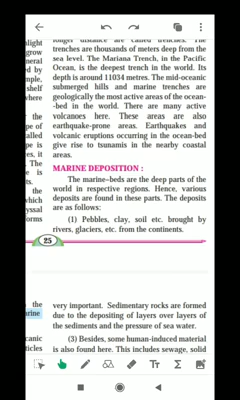 longer distance are called trenches. The
trenches are thousands of meters deep from the
sea level. The Mariana Trench, in the Pacific
Ocean, is the deepest trench in the world. Its
depth is around 11034 metres. The mid-oceanic
submerged hills and marine trenches are
geologically the most active areas of the ocean-
-bed in the world. There are many active
volcanoes here. These areas are also
earthquake-prone areas. Earthquakes and
volcanic eruptions occurring in the ocean-bed
give rise to tsunamis in the nearby coastal
areas.
MARINE DEPOSITION :
The marine-beds are the deep parts of the
world in respective regions. Hence, various
deposits are found in these parts. The deposits
are as follows:
(1) Pebbles, clay, soil etc. brought by
rivers, glaciers, etc. from the continents.
25
very important. Sedimentary rocks are formed
due to the depositing of layers over layers of
the sediments and the pressure of sea water.
(3) Besides, some human-induced material
is also found here. This includes sewage, solid